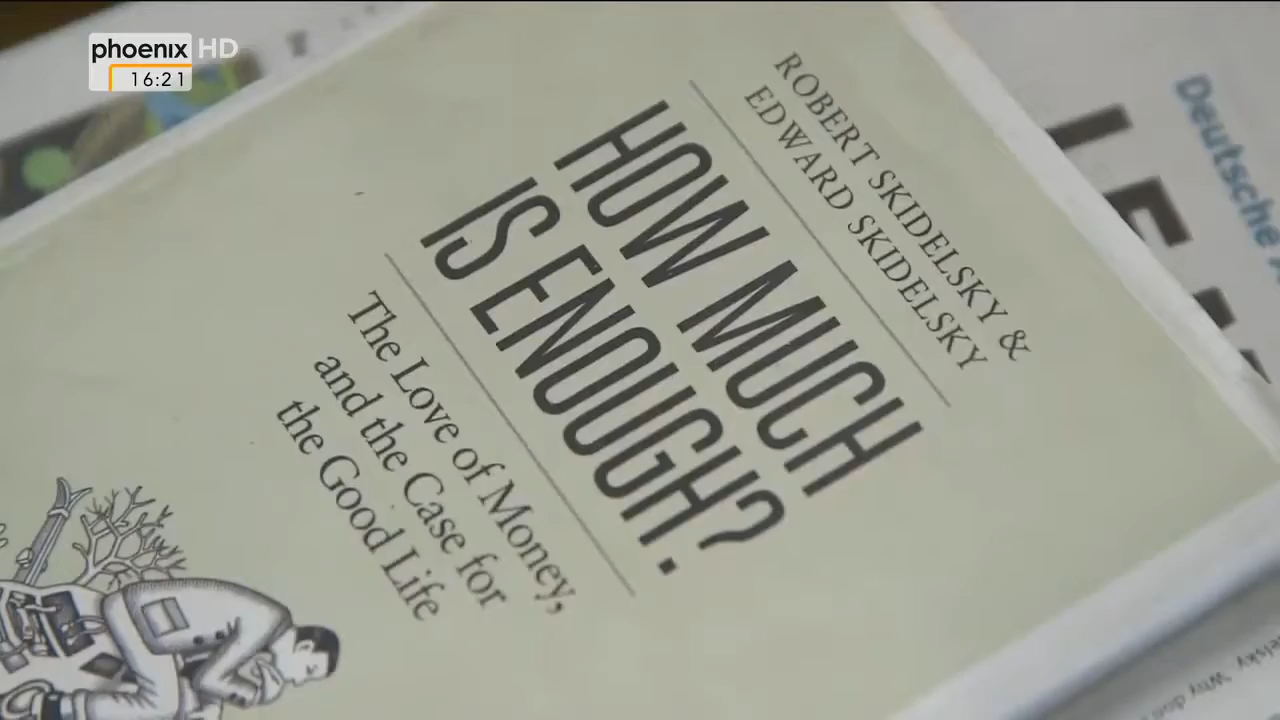 phoenix HD
16:21
ROBERT SKIDELSKY &
EDWARD SKIDELSKY
HOW MUCH
IS ENOUGH?
The Love of Money,
and the Case for
the Good Life
Deutsche